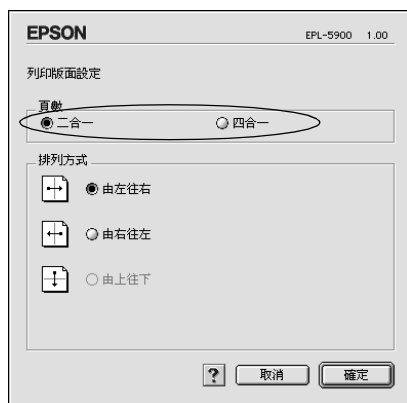 EPSON EPL-5900 1.00
列印版面設定
頁數
二合一 四合一
排列方式
由左往右
由右往左
由上往下
? 取消 確定